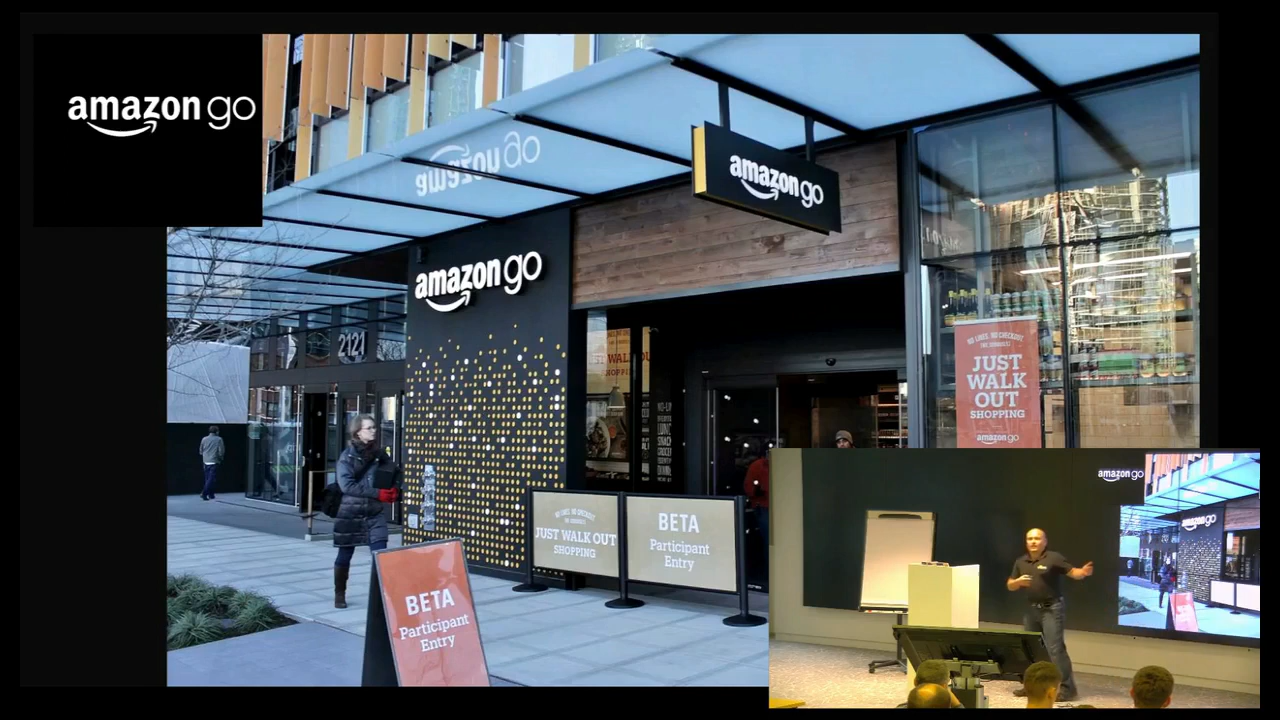 amazon go
amazon go
amazon go
amazon go
2121
NO LINES. NO CHECKOUT.
JUST
WALK
OUT
SHOPPING
amazon go
JUST WALK OUT
SHOPPING
BETA
Participant
Entry
BETA
Participant
Entry
amazon go